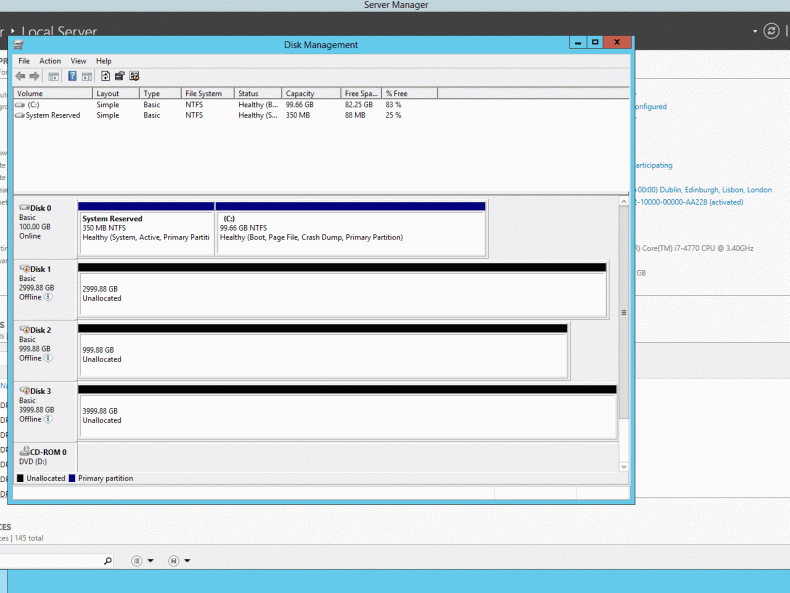 Server Manager
Local Server
Disk Management
File Action View Help
Volume Layout Type File System Status Capacity Free Spa... % Free
(C:) Simple Basic NTFS Healthy (B... 99.66 GB 82.25 GB 83 %
System Reserved Simple Basic NTFS Healthy (S... 350 MB 88 MB 25 %
Disk 0
Basic
100.00 GB
Online
System Reserved
350 MB NTFS
Healthy (System, Active, Primary Partiti
(C:)
99.66 GB NTFS
Healthy (Boot, Page File, Crash Dump, Primary Partition)
Disk 1
Basic
2999.88 GB
Offline
2999.88 GB
Unallocated
Disk 2
Basic
999.88 GB
Offline
999.88 GB
Unallocated
Disk 3
Basic
3999.88 GB
Offline
3999.88 GB
Unallocated
CD-ROM 0
DVD (D:)
Unallocated Primary partition
onfigured
articipating
+00:00) Dublin, Edinburgh, Lisbon, London
2-10000-00000-AA228 (activated)
R) Core(TM) i7-4770 CPU @ 3.40GHz
GB
CES
ces | 145 total